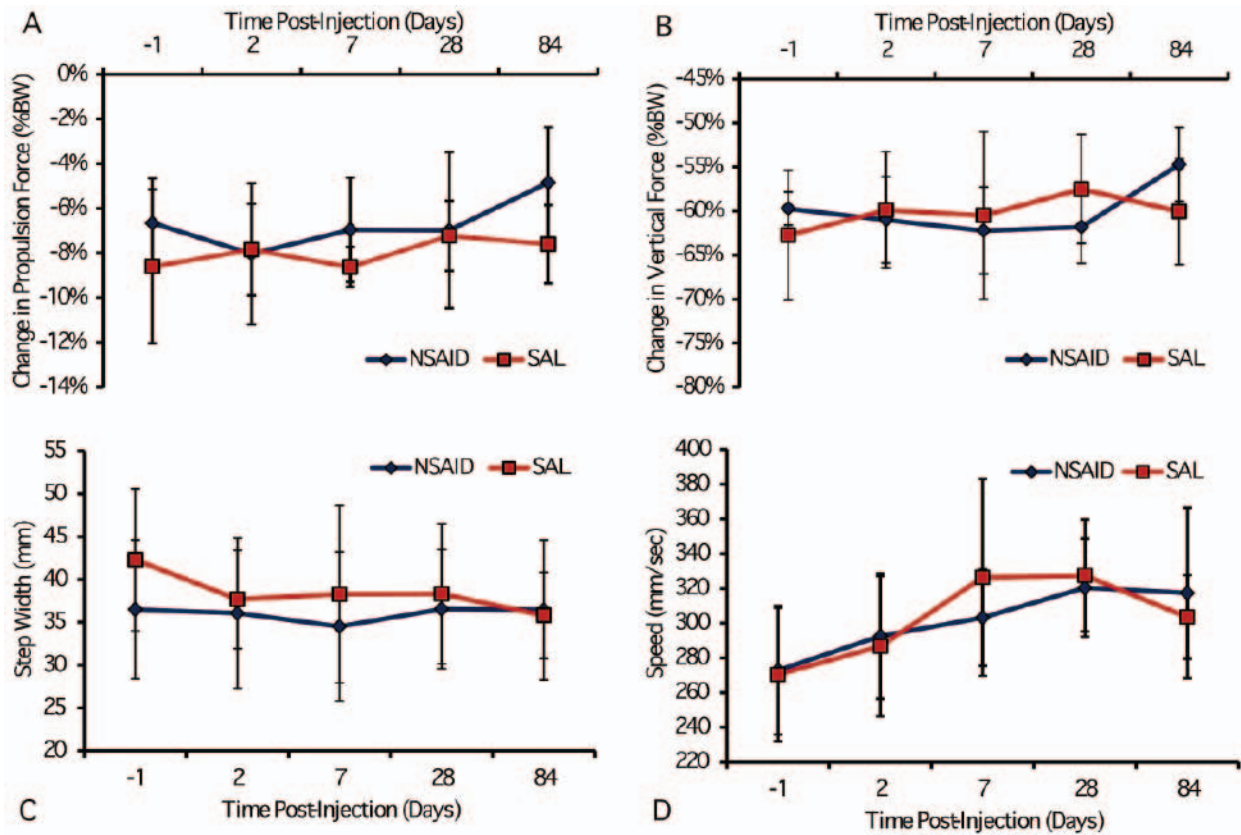 A
Time Post-Injection (Days)
-1 2 7 28 84
0%
-2%
-4%
-6%
-8%
-10%
-12%
-14%
Change in Propulsion Force (%BW)
NSAID SAL
B
Time Post-Injection (Days)
-1 2 7 28 84
-45%
-50%
-55%
-60%
-65%
-70%
-75%
-80%
Change in Vertical Force (%BW)
NSAID SAL
55
50
45
40
35
30
25
20
Step Width (mm)
NSAID SAL
-1 2 7 28 84
C
Time Post-Injection (Days)
400
380
360
340
320
300
280
260
240
220
Speed (mm/sec)
NSAID SAL
-1 2 7 28 84
D
Time Post-Injection (Days)